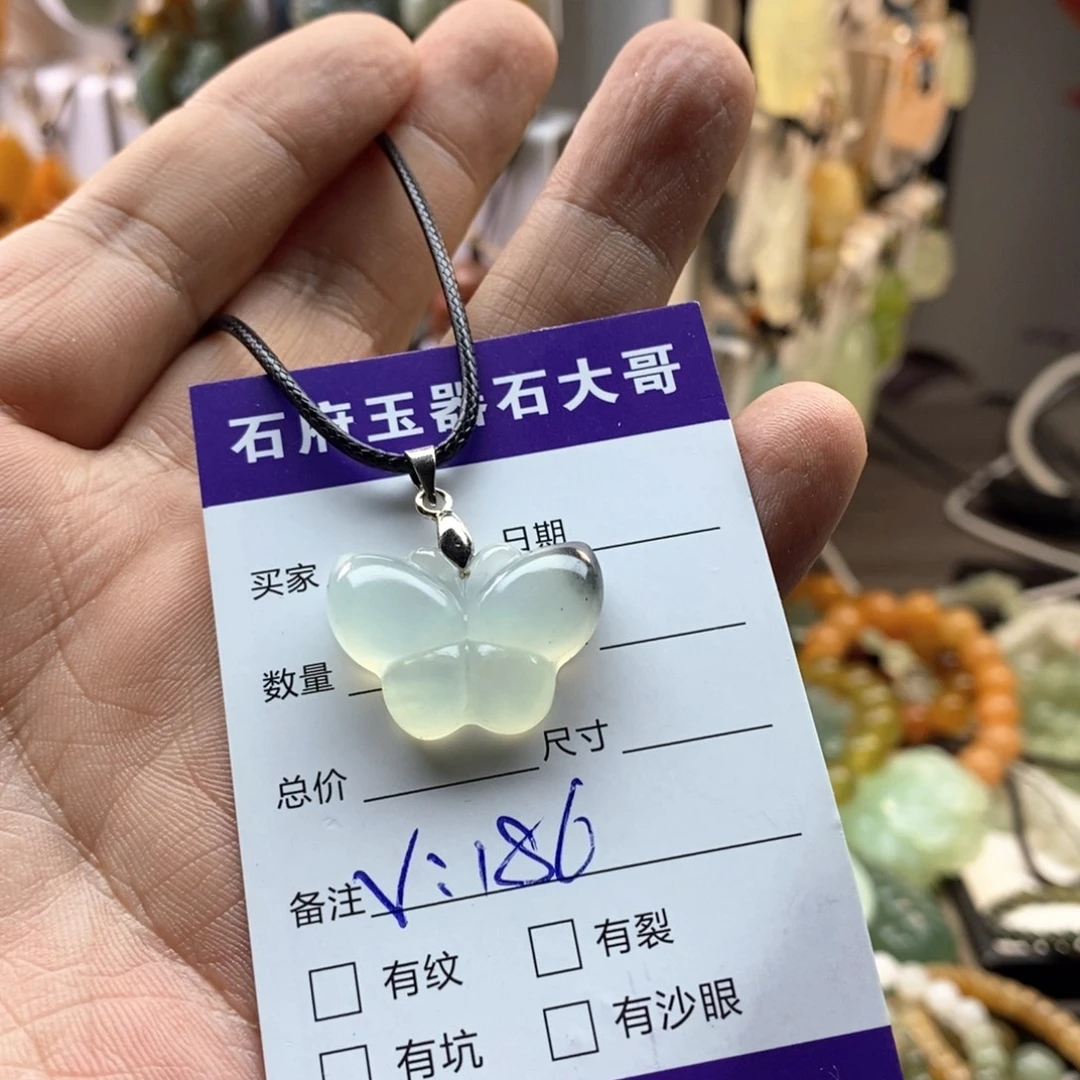 石府玉器石大哥
买家 日期
数量
尺寸
总价
备注 V:186
有纹 有裂
有坑 有沙眼